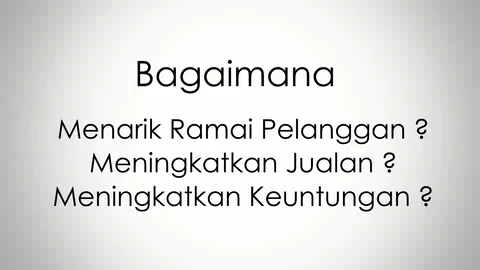 Bagaimana
Menarik Ramai Pelanggan ?
Meningkatkan Jualan ?
Meningkatkan Keuntungan ?